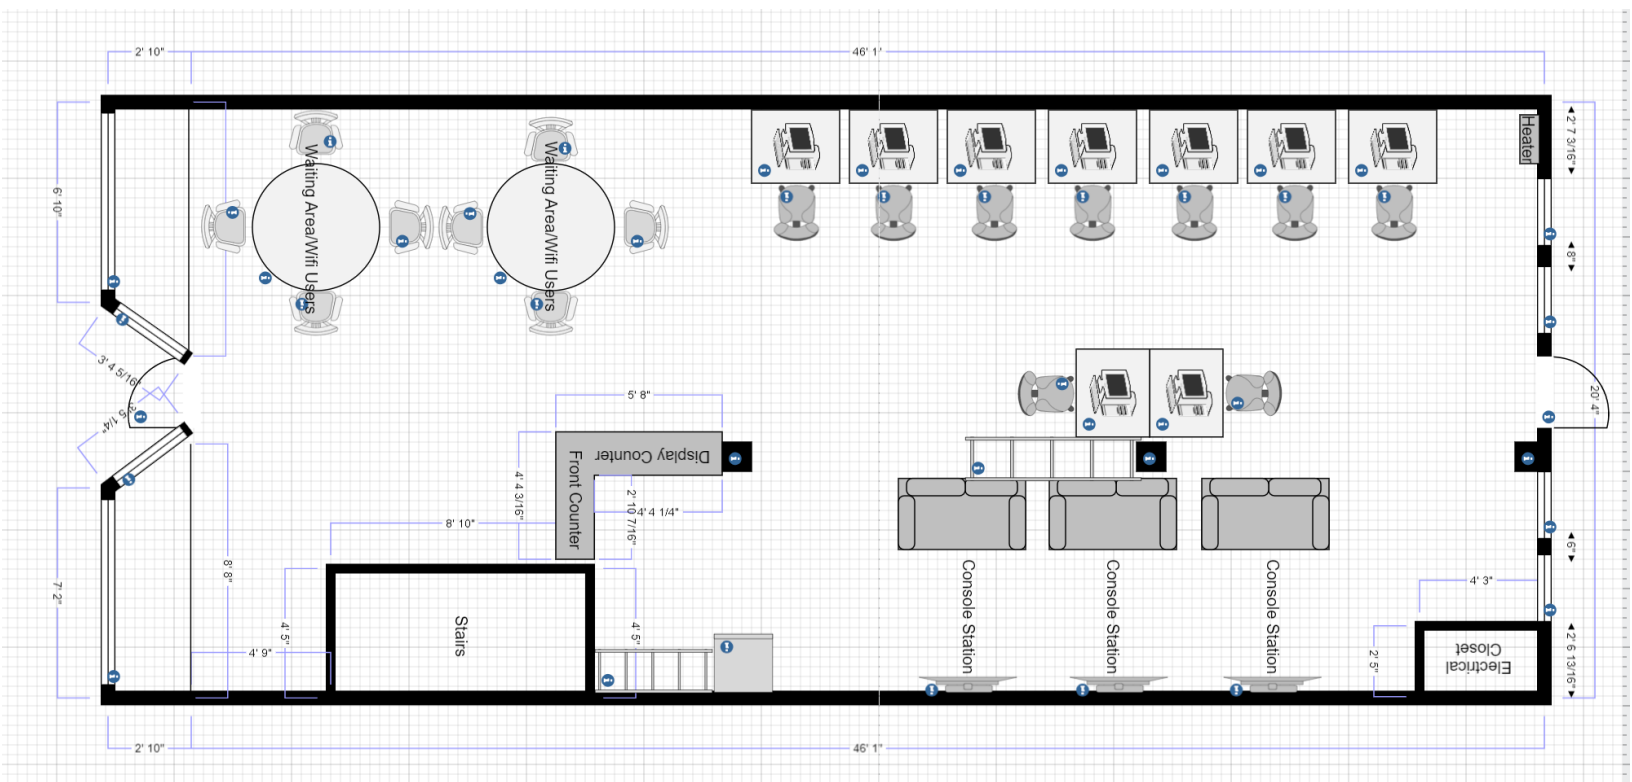 2' 10"
46' 1'
6' 10"
2' 7 3/16"
Heater
Waiting Area/Wifi Users
Waiting Area/Wifi Users
8"
3' 4 5/16"
3' 5 1/4"
20' 4"
5' 8"
Display Counter
Front Counter
4' 4 3/16"
2' 10 7/16"
4' 4 1/4"
8' 10"
6"
7' 2"
8' 8"
4' 5"
Stairs
4' 5"
4' 9"
Console Station
Console Station
Console Station
4' 3"
2' 5"
Electrical
Closet
2' 6 13/16"
2' 10"
46' 1"